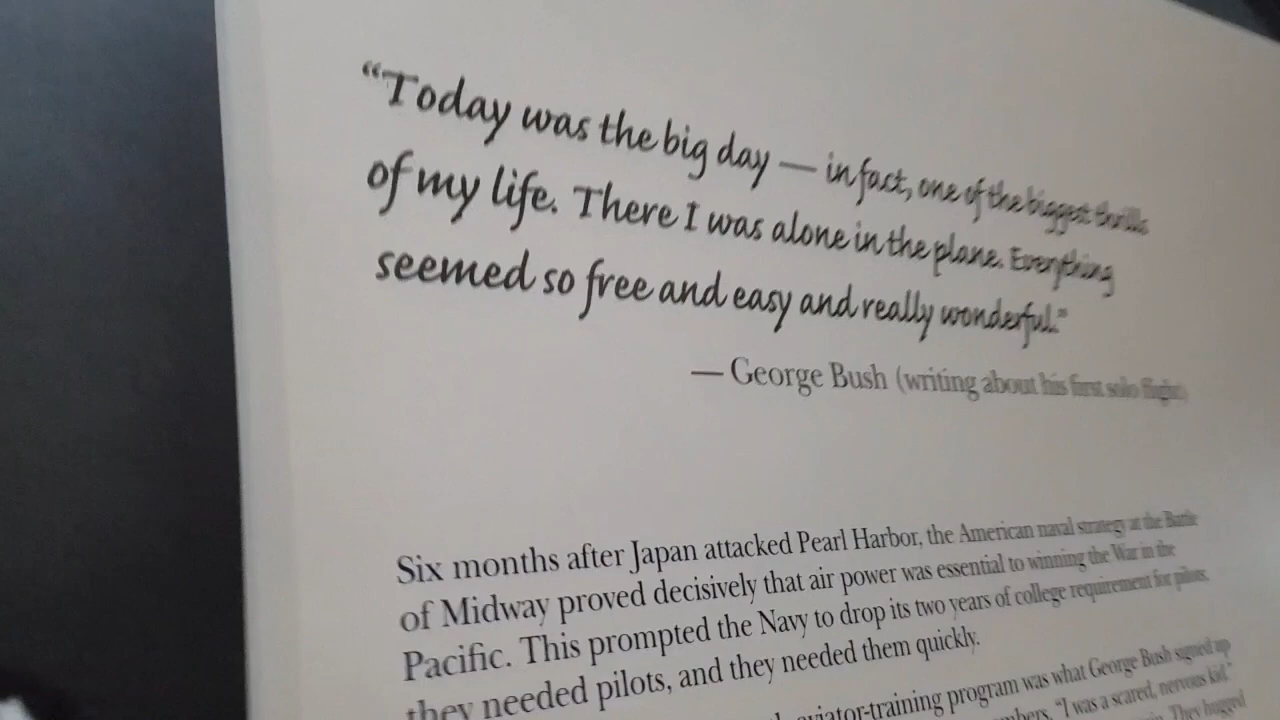 “Today was the big day — in fact, one of the biggest thrills
of my life. There I was alone in the plane. Everything
seemed so free and easy and really wonderful.”
— George Bush (writing about his first solo flight)
Six months after Japan attacked Pearl Harbor, the American naval strategy at the Battle
of Midway proved decisively that air power was essential to winning the War in the
Pacific. This prompted the Navy to drop its two years of college requirement for pilots.
they needed pilots, and they needed them quickly.
aviator-training program was what George Bush signed up
“I was a scared, nervous kid.”
They hugged